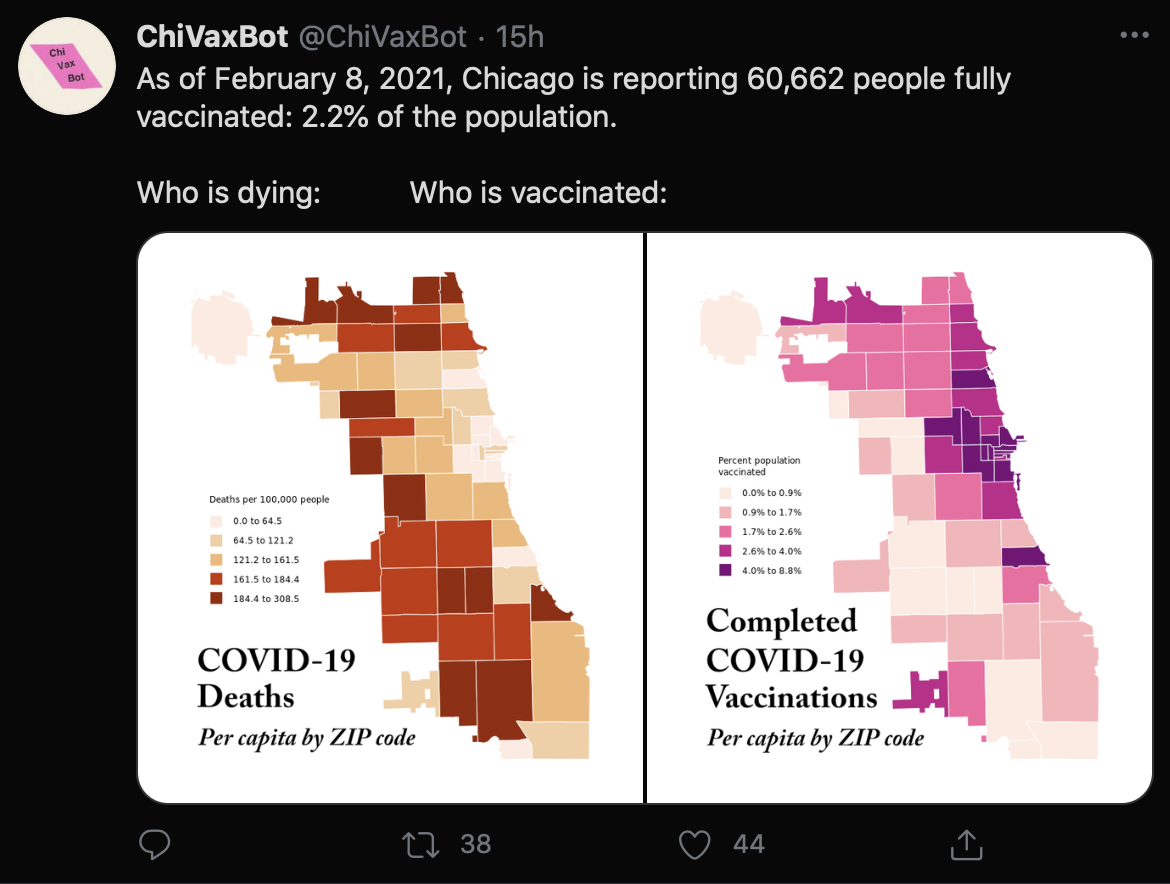 Chi
Vax
Bot
ChiVaxBot @ChiVaxBot · 15h
As of February 8, 2021, Chicago is reporting 60,662 people fully
vaccinated: 2.2% of the population.
Who is dying: Who is vaccinated:
Deaths per 100,000 people
0.0 to 64.5
64.5 to 121.2
121.2 to 161.5
161.5 to 184.4
184.4 to 308.5
COVID-19
Deaths
Per capita by ZIP code
Percent population
vaccinated
0.0% to 0.9%
0.9% to 1.7%
1.7% to 2.6%
2.6% to 4.0%
4.0% to 8.8%
Completed
COVID-19
Vaccinations
Per capita by ZIP code
38
44